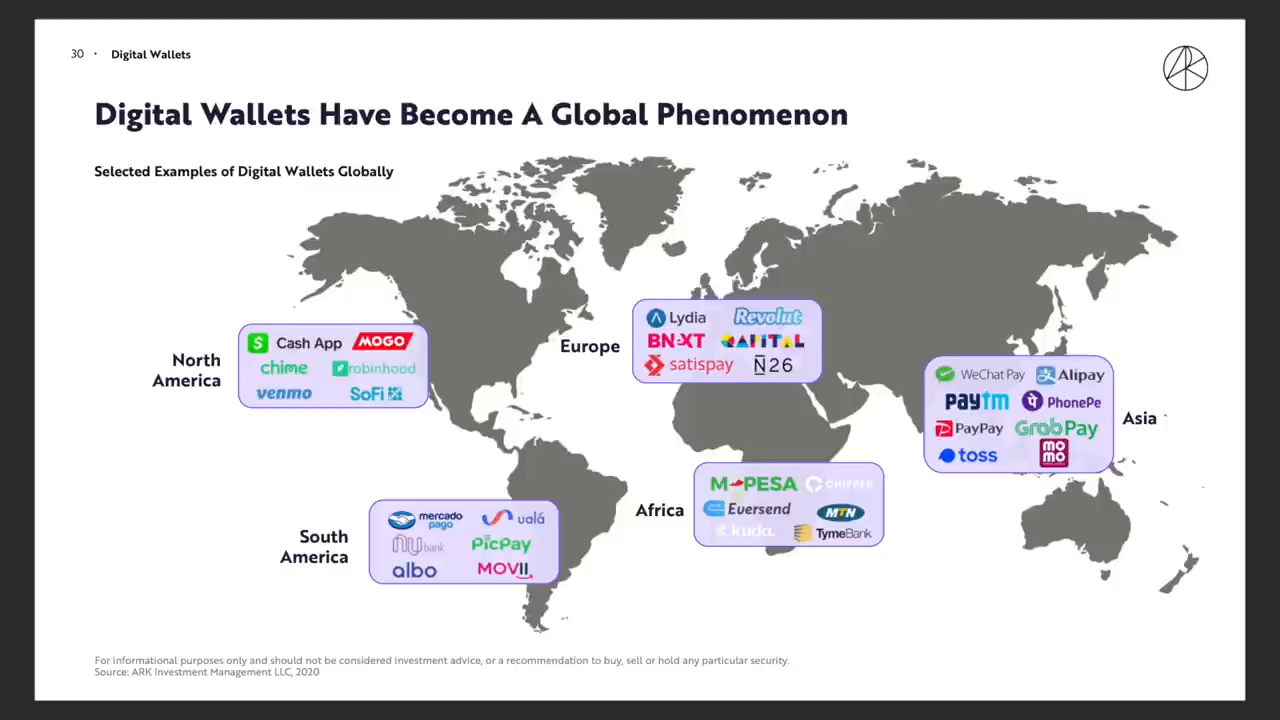 30 · Digital Wallets
Digital Wallets Have Become A Global Phenomenon
Selected Examples of Digital Wallets Globally
North
America
Cash App MOGO
chime robinhood
venmo SoFi
Europe
Lydia Revolut
BNEXT QAPITAL
satispay N26
WeChat Pay Alipay
paytm PhonePe
PayPay GrabPay
toss MOMO
Asia
South
America
mercado
pago
ualá
nu bank PicPay
albo MOVII
Africa
M-PESA CHIPPER
Eversend MTN
kuda. TymeBank
For informational purposes only and should not be considered investment advice, or a recommendation to buy, sell or hold any particular security.
Source: ARK Investment Management LLC, 2020